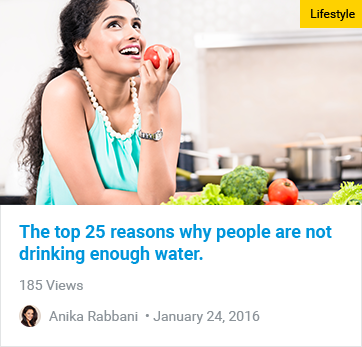 Lifestyle
The top 25 reasons why people are not
drinking enough water.
185 Views
Anika Rabbani • January 24, 2016